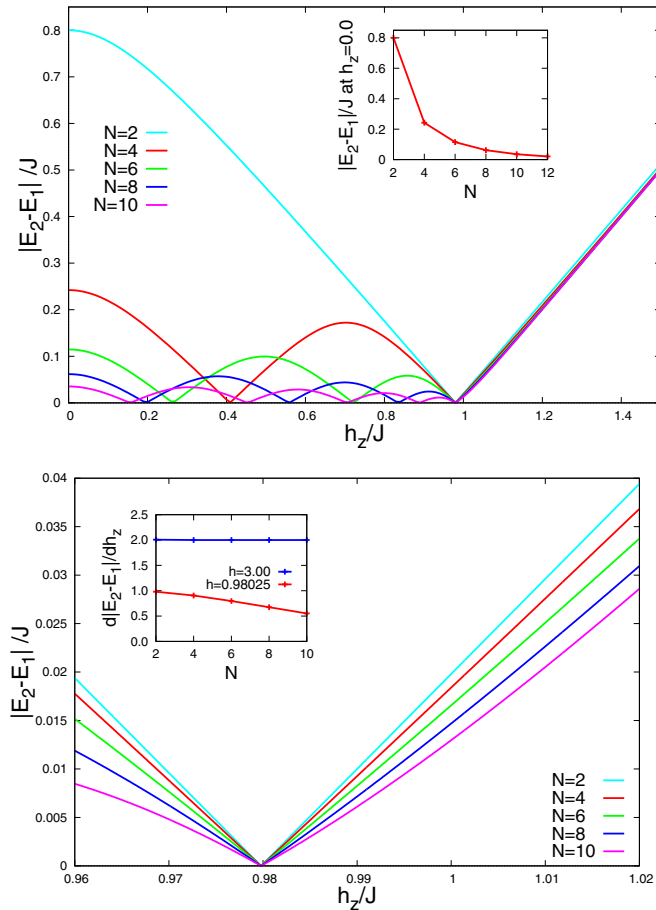 0.8
0.7
0.6
0.5
0.4
0.3
0.2
0.1
0
|E₂-E₁| /J
N=2
N=4
N=6
N=8
N=10
0 0.2 0.4 0.6 0.8 1 1.2 1.4
h_z/J
|E₂-E₁|/J at h_z=0.0
0.8
0.6
0.4
0.2
0
2 4 6 8 10 12
N
0.04
0.035
0.03
0.025
0.02
0.015
0.01
0.005
0
|E₂-E₁| /J
d|E₂-E₁|/dh_z
2.5
2.0
1.5
1.0
0.5
0.0
h=3.00
h=0.98025
2 4 6 8 10
N
N=2
N=4
N=6
N=8
N=10
0.96 0.97 0.98 0.99 1 1.01 1.02
h_z/J